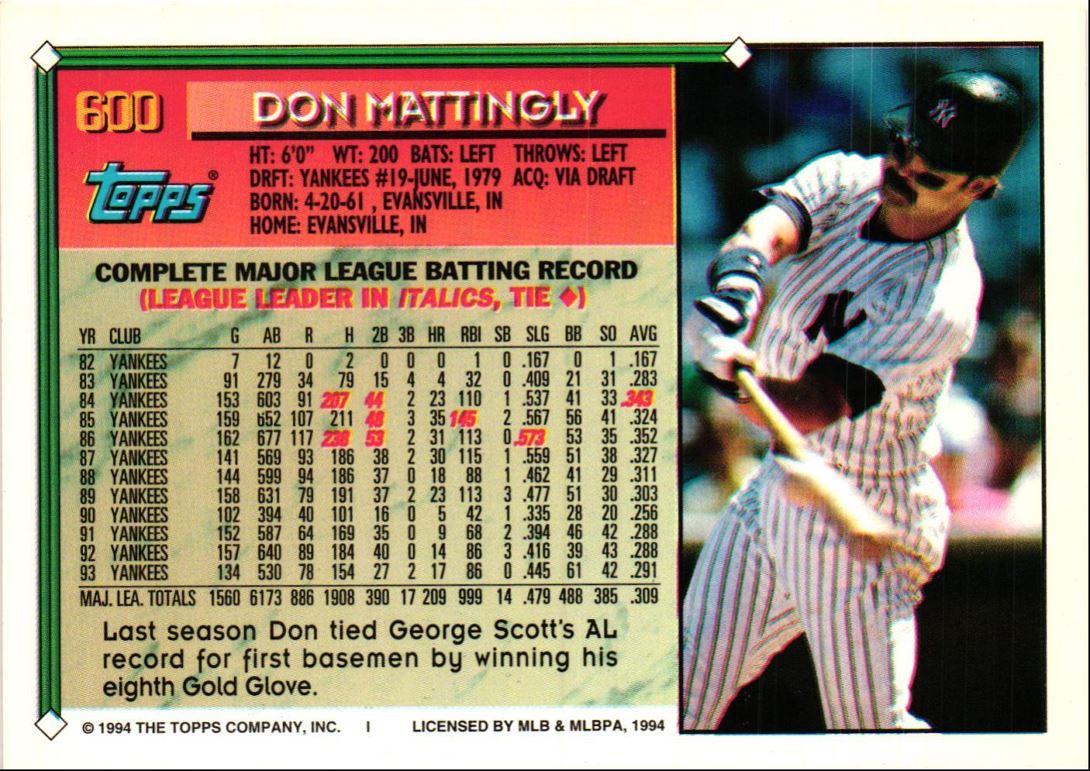 600 DON MATTINGLY
TOPPS®
HT: 6'0" WT: 200 BATS: LEFT THROWS: LEFT
DRFT: YANKEES #19-JUNE, 1979 ACQ: VIA DRAFT
BORN: 4-20-61 , EVANSVILLE, IN
HOME: EVANSVILLE, IN
COMPLETE MAJOR LEAGUE BATTING RECORD
(LEAGUE LEADER IN ITALICS, TIE ♦)
YR CLUB G AB R H 2B 3B HR RBI SB SLG BB SO AVG
82 YANKEES 7 12 0 2 0 0 0 1 0 .167 0 1 .167
83 YANKEES 91 279 34 79 15 4 4 32 0 .409 21 31 .283
84 YANKEES 153 603 91 207 44 2 23 110 1 .537 41 33 .343
85 YANKEES 159 652 107 211 48 3 35 145 2 .567 56 41 .324
86 YANKEES 162 677 117 238 53 2 31 113 0 .573 53 35 .352
87 YANKEES 141 569 93 186 38 2 30 115 1 .559 51 38 .327
88 YANKEES 144 599 94 186 37 0 18 88 1 .462 41 29 .311
89 YANKEES 158 631 79 191 37 2 23 113 3 .477 51 30 .303
90 YANKEES 102 394 40 101 16 0 5 42 1 .335 28 20 .256
91 YANKEES 152 587 64 169 35 0 9 68 2 .394 46 42 .288
92 YANKEES 157 640 89 184 40 0 14 86 3 .416 39 43 .288
93 YANKEES 134 530 78 154 27 2 17 86 0 .445 61 42 .291
MAJ. LEA. TOTALS 1560 6173 886 1908 390 17 209 999 14 .479 488 385 .309
Last season Don tied George Scott's AL
record for first basemen by winning his
eighth Gold Glove.
© 1994 THE TOPPS COMPANY, INC. I LICENSED BY MLB & MLBPA, 1994
NY
NY